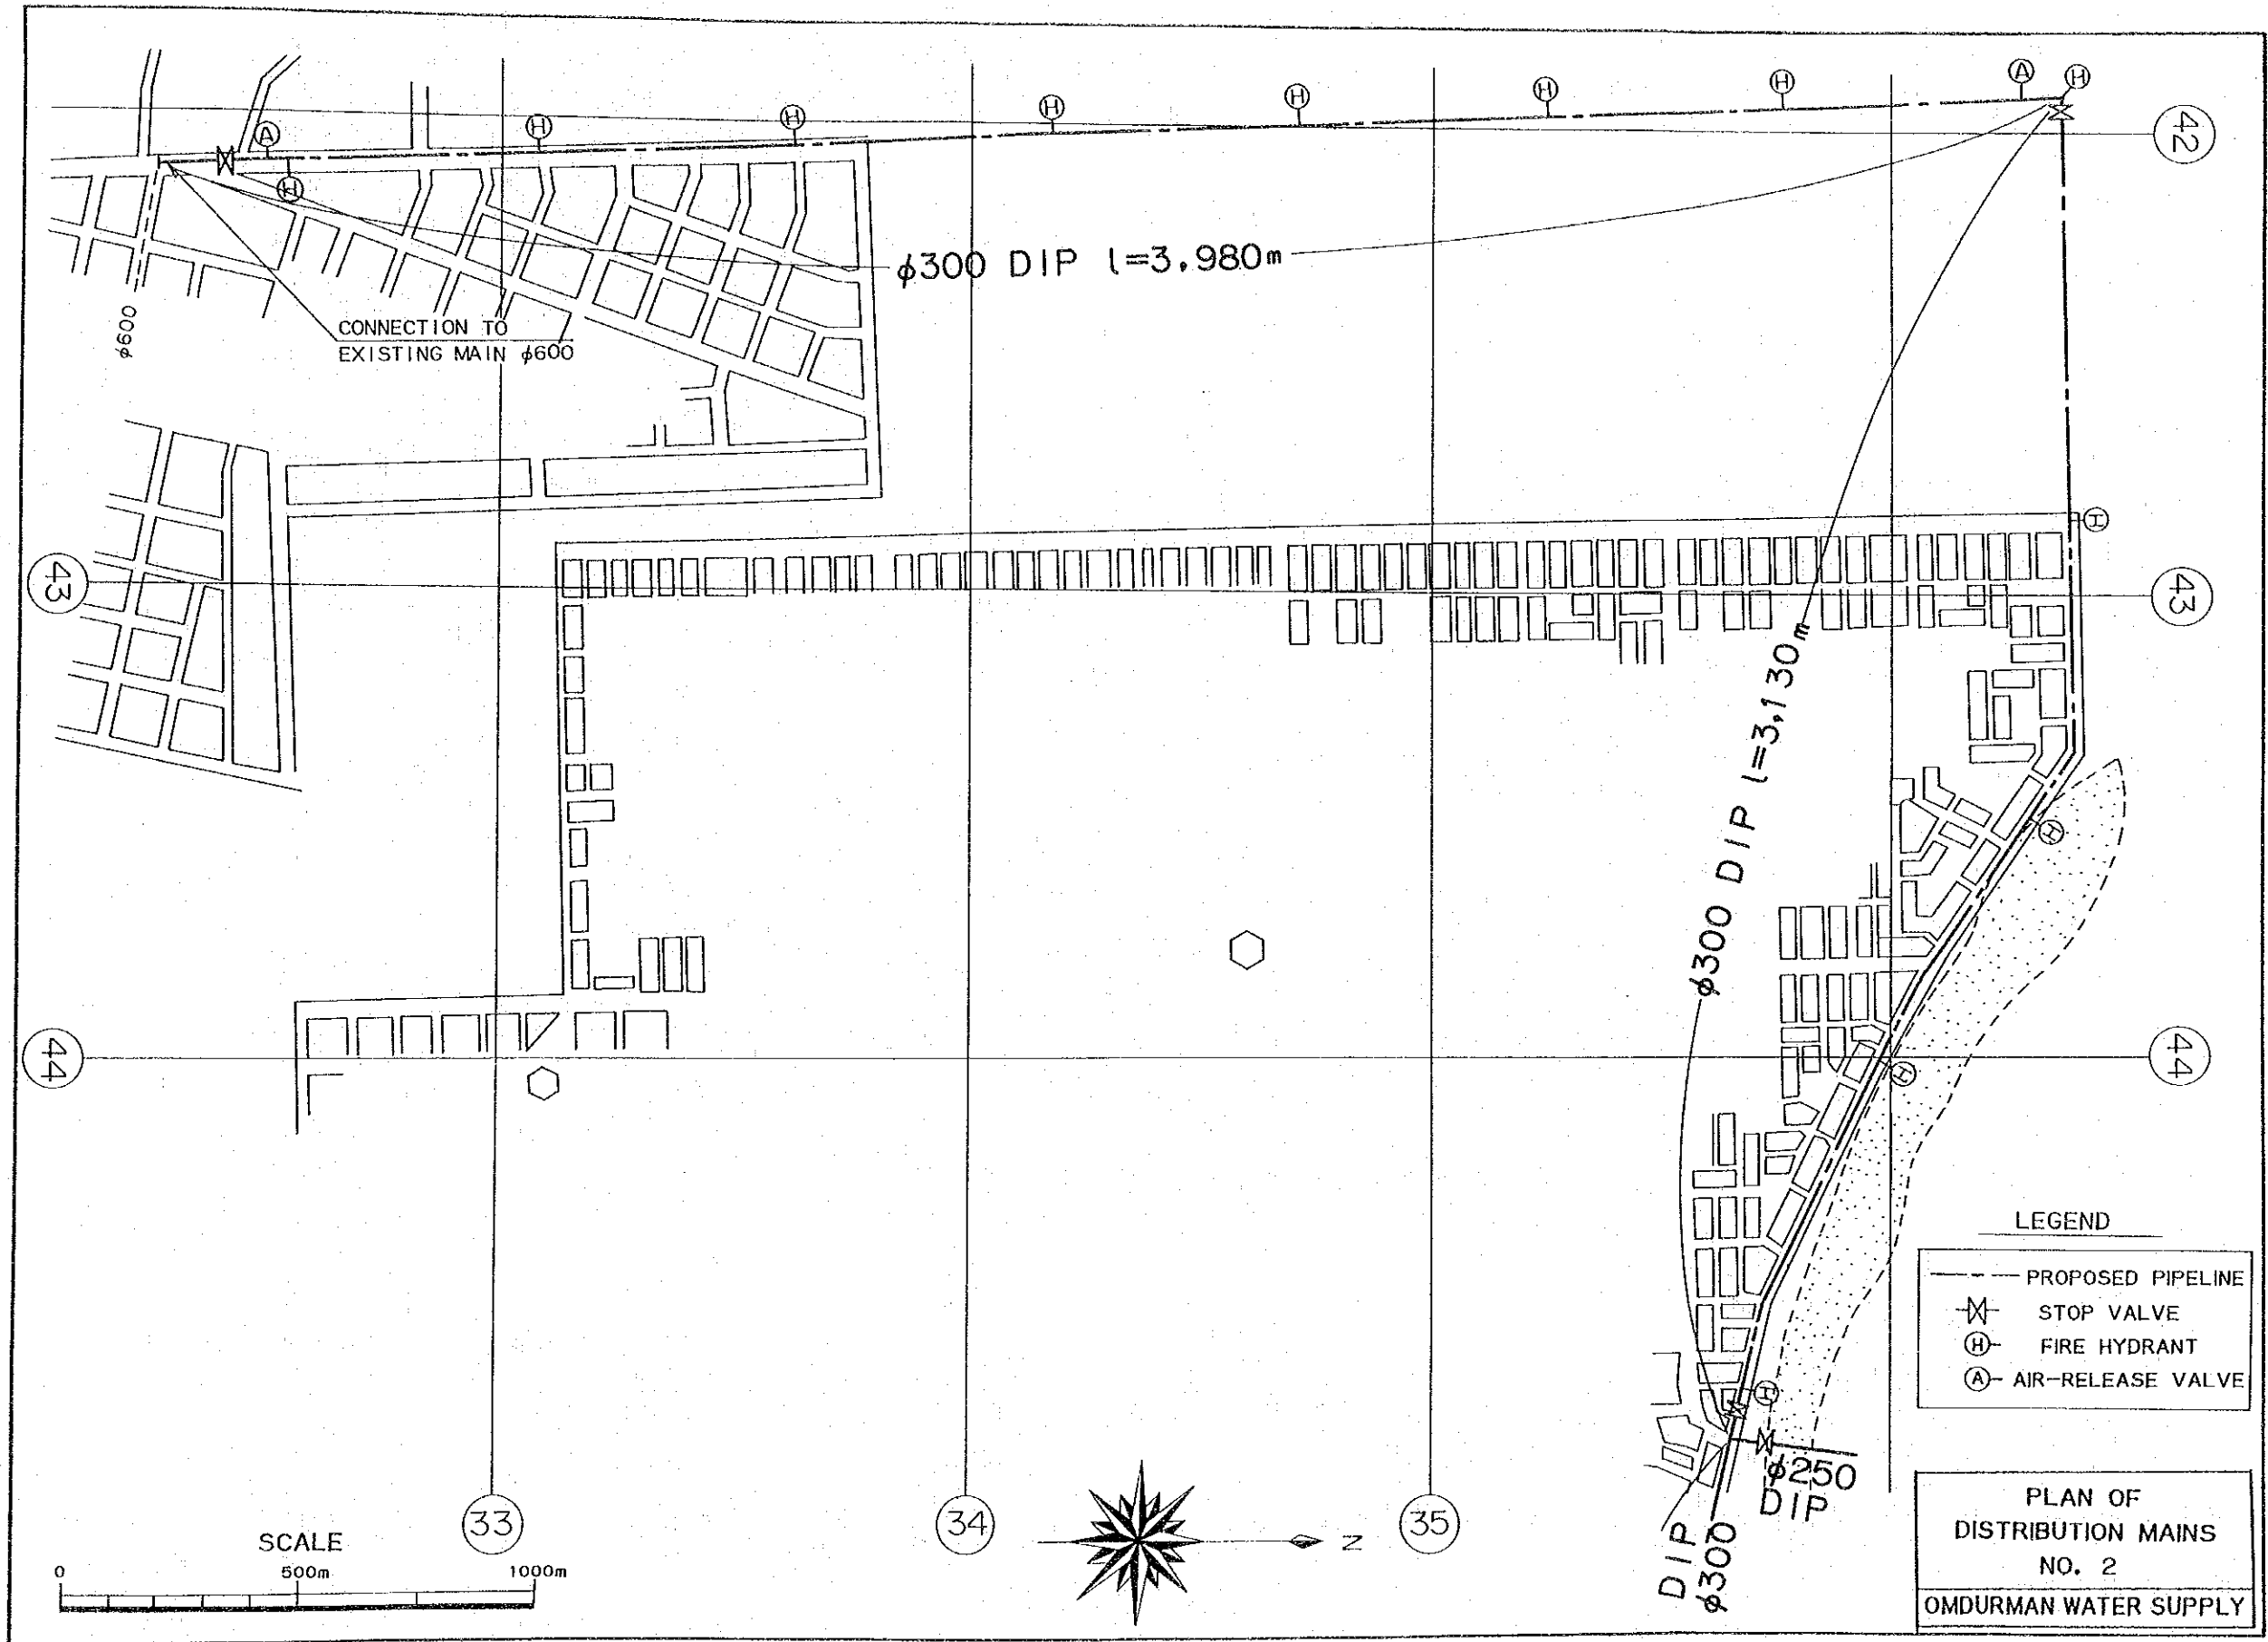 A
H
H
H
H
H
H
H
A
H
42
φ300 DIP l=3.980m
φ600
CONNECTION TO
EXISTING MAIN φ600
H
43
43
φ300 DIP l=3,130m
H
44
44
H
LEGEND
PROPOSED PIPELINE
STOP VALVE
H FIRE HYDRANT
A AIR-RELEASE VALVE
H
φ250
DIP
DIP
φ300
33
34
35
N
SCALE
0 500m 1000m
PLAN OF
DISTRIBUTION MAINS
NO. 2
OMDURMAN WATER SUPPLY